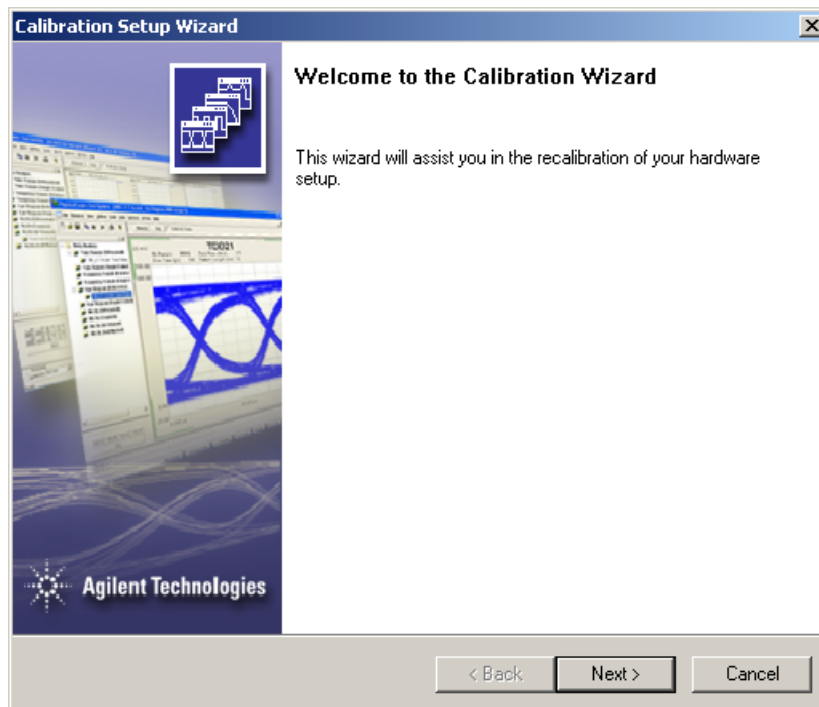 Calibration Setup Wizard
Welcome to the Calibration Wizard
This wizard will assist you in the recalibration of your hardware
setup.
TDD21
Agilent Technologies
< Back
Next >
Cancel